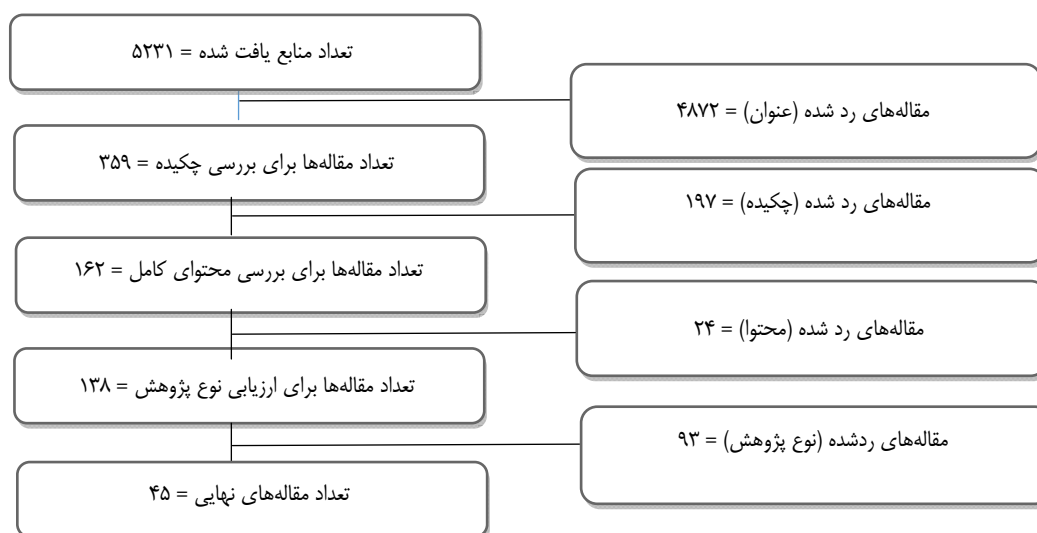 تعداد منابع یافت شده = ۵۲۳۱
مقاله‌های رد شده (عنوان) = ۴۸۷۲
تعداد مقاله‌ها برای بررسی چکیده = ۳۵۹
مقاله‌های رد شده (چکیده) = ۱۹۷
تعداد مقاله‌ها برای بررسی محتوای کامل = ۱۶۲
مقاله‌های رد شده (محتوا) = ۲۴
تعداد مقاله‌ها برای ارزیابی نوع پژوهش = ۱۳۸
مقاله‌های ردشده (نوع پژوهش) = ۹۳
تعداد مقاله‌های نهایی = ۴۵